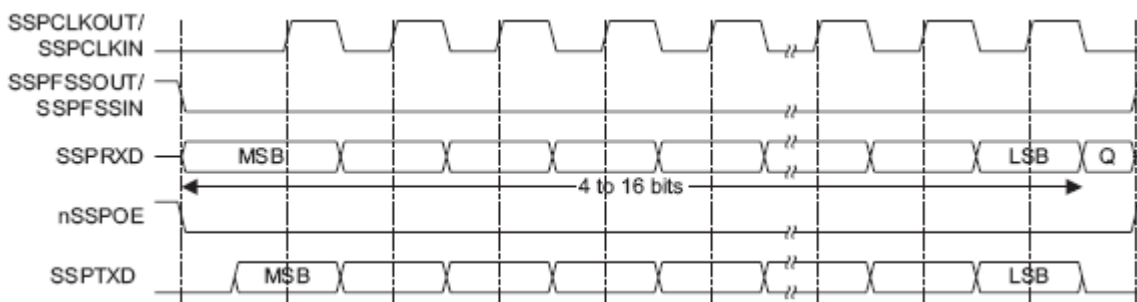 SSPCLKOUT/
SSPCLKIN
SSPFSSOUT/
SSPFSSIN
SSPRXD MSB LSB Q
4 to 16 bits
nSSPOE
SSPTXD MSB LSB